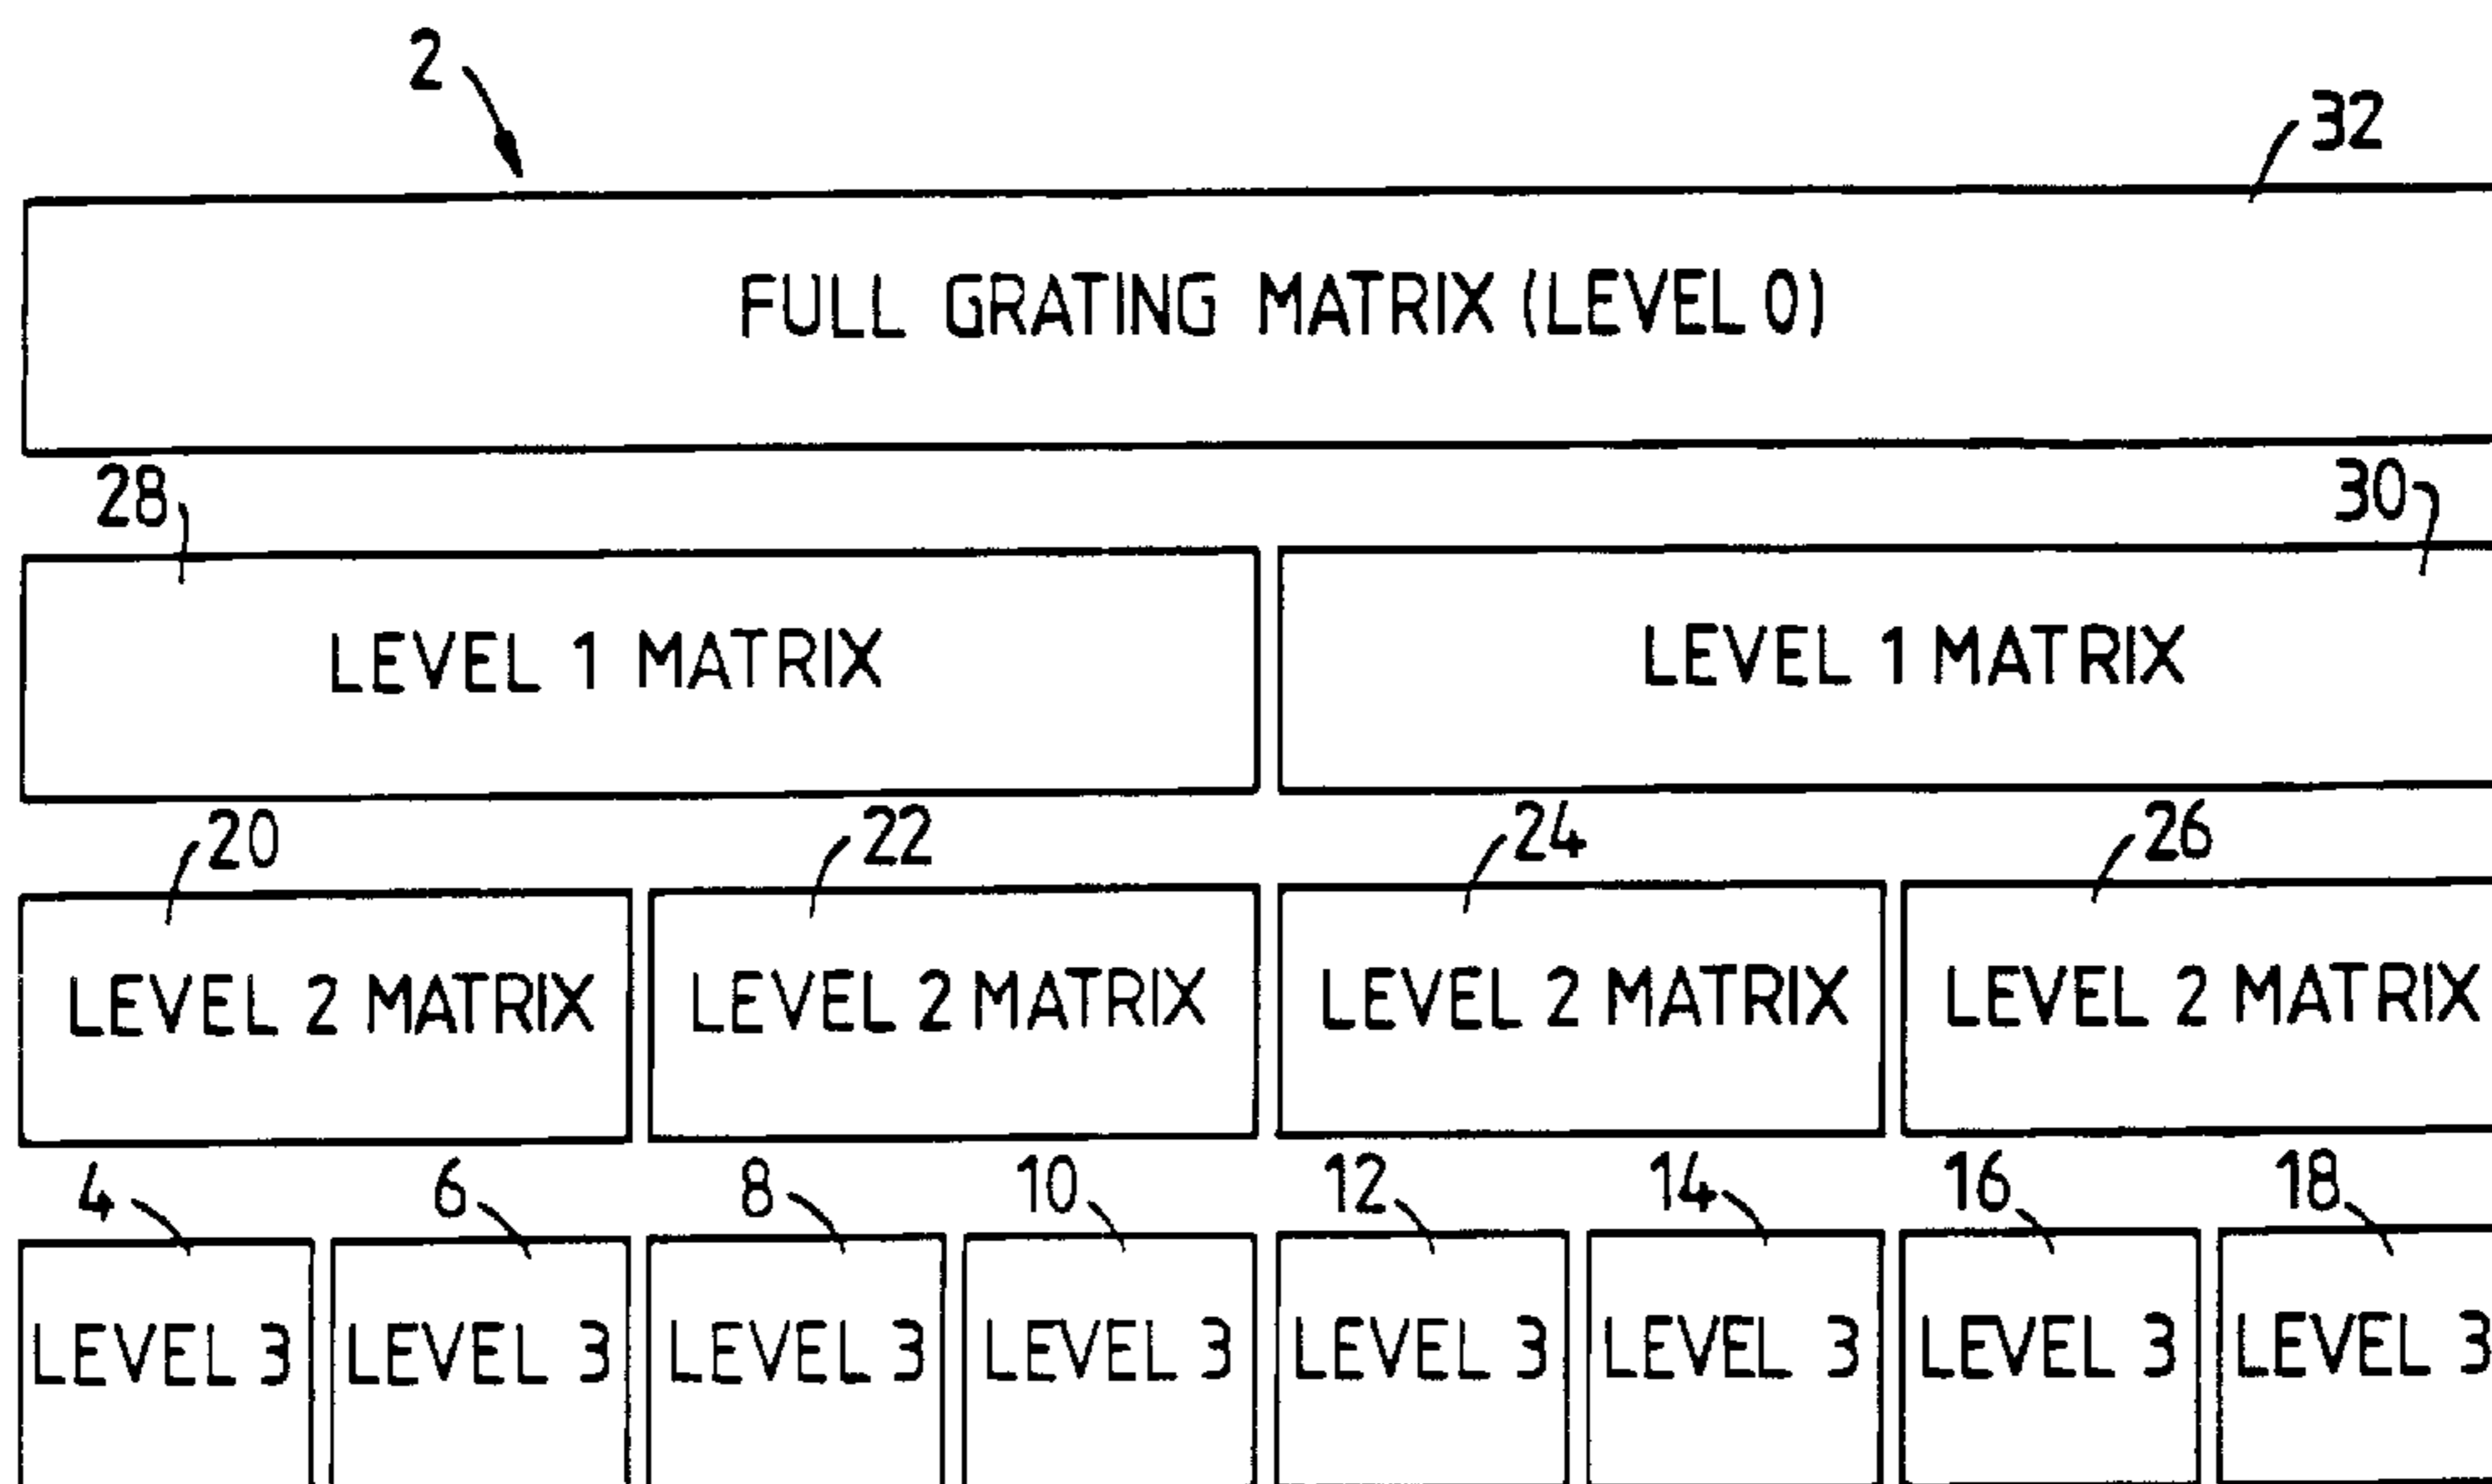 2
32
FULL GRATING MATRIX (LEVEL 0)
28 30
LEVEL 1 MATRIX LEVEL 1 MATRIX
20 22 24 26
LEVEL 2 MATRIX LEVEL 2 MATRIX LEVEL 2 MATRIX LEVEL 2 MATRIX
4 6 8 10 12 14 16 18
LEVEL 3 LEVEL 3 LEVEL 3 LEVEL 3 LEVEL 3 LEVEL 3 LEVEL 3 LEVEL 3